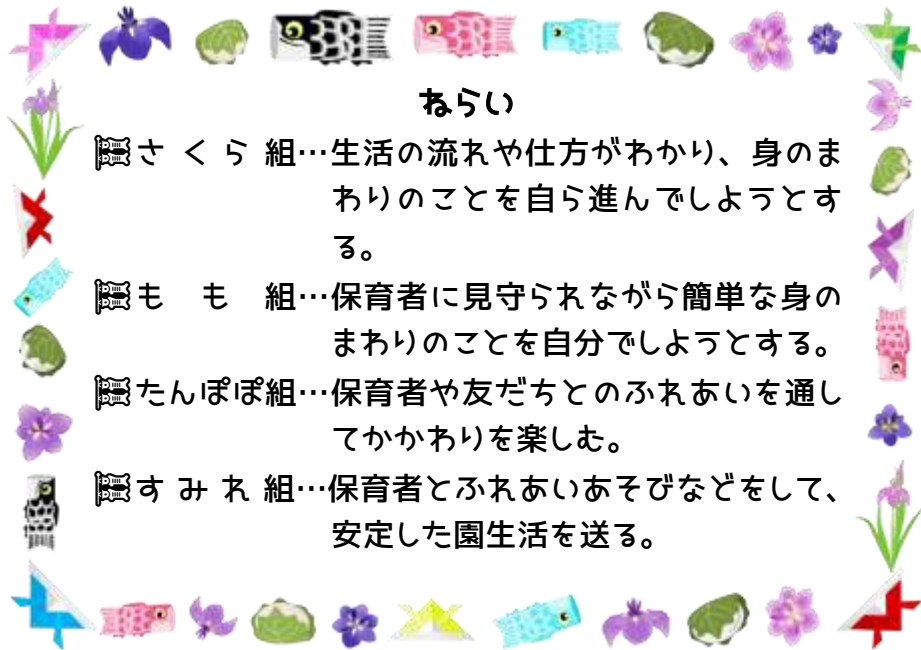 ねらい
さくら組…生活の流れや仕方がわかり、身のま
わりのことを自ら進んでしようとす
る。
もも組…保育者に見守られながら簡単な身の
まわりのことを自分でしようとする。
たんぽぽ組…保育者や友だちとのふれあいを通し
てかかわりを楽しむ。
すみれ組…保育者とふれあいあそびなどをして、
安定した園生活を送る。